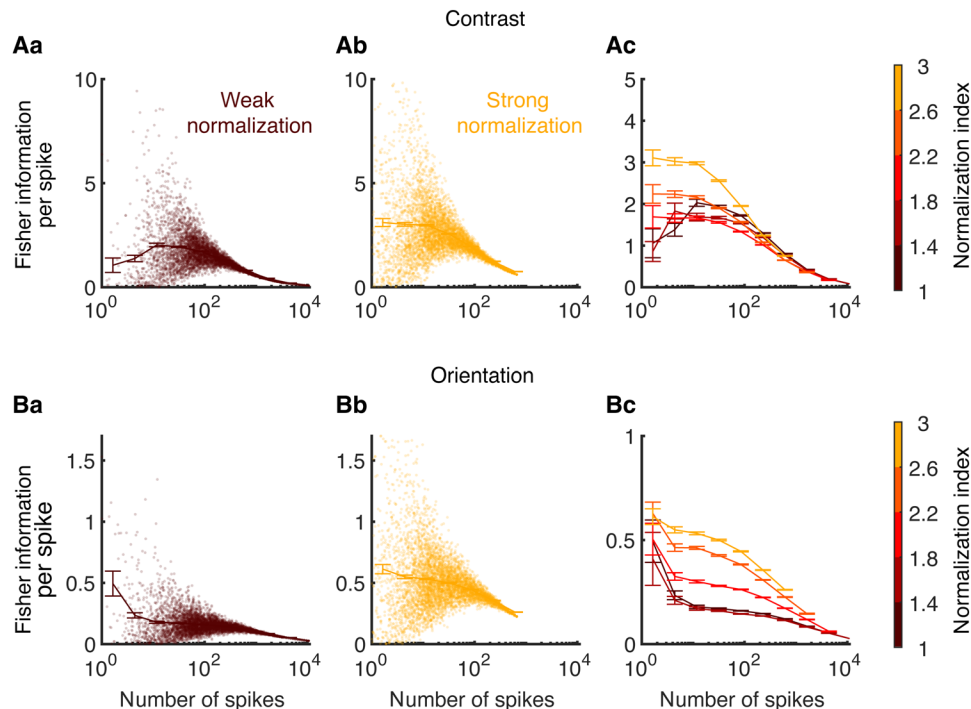 Contrast
Aa
Ab
Ac
Weak
normalization
Strong
normalization
Fisher information
per spike
10
5
0
10^0
10^2
10^4
10
5
0
10^0
10^2
10^4
5
4
3
2
1
0
10^0
10^2
10^4
3
2.6
2.2
1.8
1.4
1
Normalization index
Orientation
Ba
Bb
Bc
Fisher information
per spike
1.5
1
0.5
0
10^0
10^2
10^4
Number of spikes
1.5
1
0.5
0
10^0
10^2
10^4
Number of spikes
1
0.5
0
10^0
10^2
10^4
Number of spikes
3
2.6
2.2
1.8
1.4
1
Normalization index